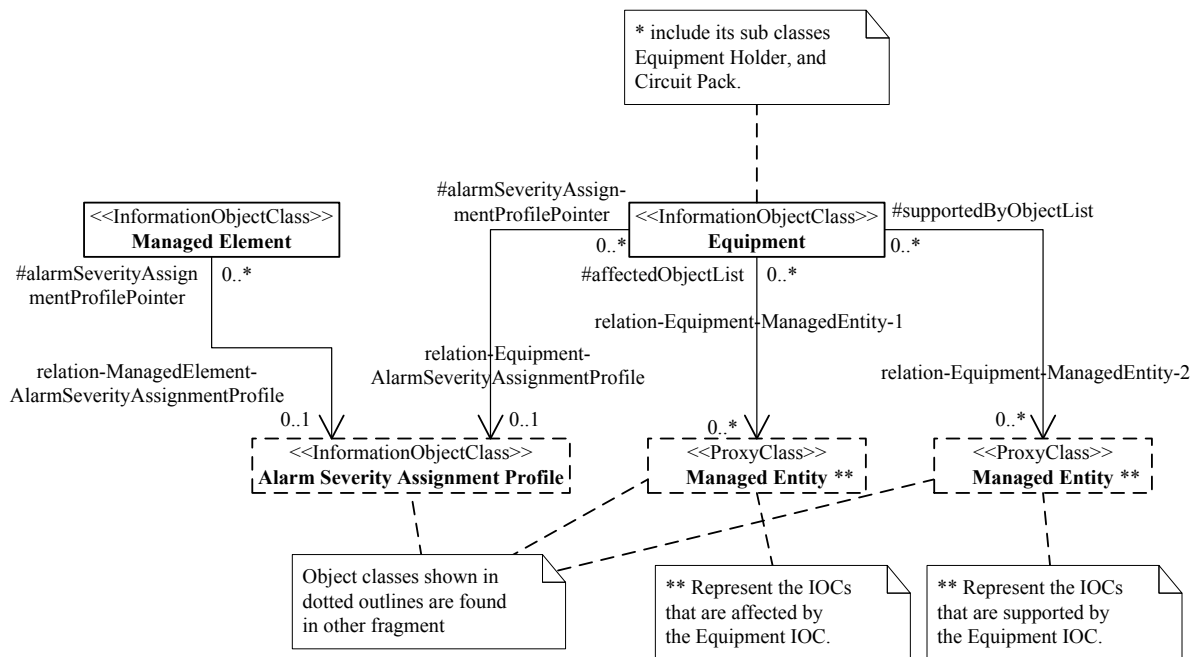 * include its sub classes
Equipment Holder, and
Circuit Pack.
#alarmSeverityAssign-
mentProfilePointer
<<InformationObjectClass>>
Managed Element
<<InformationObjectClass>>
Equipment
#supportedByObjectList
0..*
0..*
#alarmSeverityAssign
mentProfilePointer
0..*
#affectedObjectList
0..*
relation-Equipment-ManagedEntity-1
relation-ManagedElement-
AlarmSeverityAssignmentProfile
relation-Equipment-
AlarmSeverityAssignmentProfile
relation-Equipment-ManagedEntity-2
0..1
0..1
0..*
0..*
<<InformationObjectClass>>
Alarm Severity Assignment Profile
<<ProxyClass>>
Managed Entity **
<<ProxyClass>>
Managed Entity **
Object classes shown in
dotted outlines are found
in other fragment
** Represent the IOCs
that are affected by
the Equipment IOC.
** Represent the IOCs
that are supported by
the Equipment IOC.